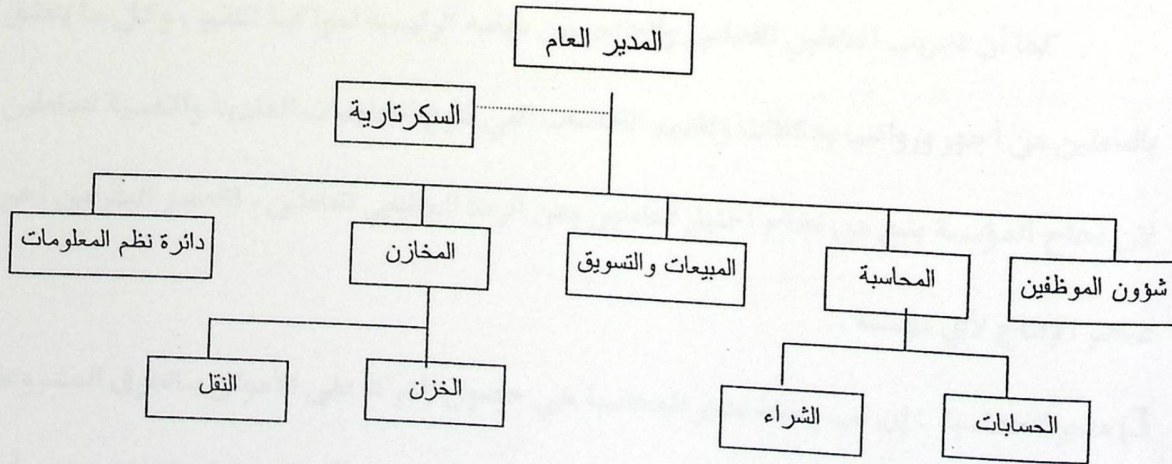 المدير العام
السكرتارية
شؤون الموظفين
المحاسبة
المبيعات والتسويق
المخازن
دائرة نظم المعلومات
الحسابات
الشراء
الخزن
النقل